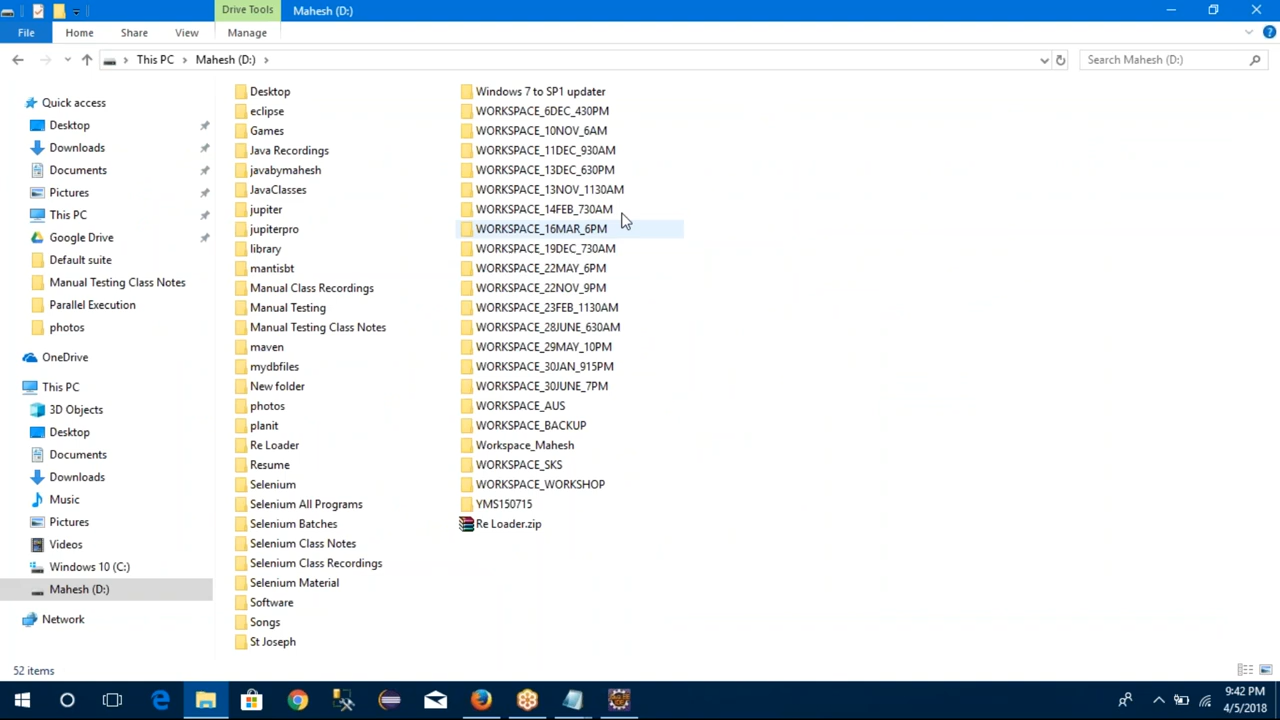 Drive Tools
Mahesh (D:)
File
Home
Share
View
Manage
This PC
Mahesh (D:)
Search Mahesh (D:)
Quick access
Desktop
Downloads
Documents
Pictures
This PC
Google Drive
Default suite
Manual Testing Class Notes
Parallel Execution
photos
OneDrive
This PC
3D Objects
Desktop
Documents
Downloads
Music
Pictures
Videos
Windows 10 (C:)
Mahesh (D:)
Network
Desktop
eclipse
Games
Java Recordings
javabymahesh
JavaClasses
jupiter
jupiterpro
library
mantisbt
Manual Class Recordings
Manual Testing
Manual Testing Class Notes
maven
mydbfiles
New folder
photos
planit
Re Loader
Resume
Selenium
Selenium All Programs
Selenium Batches
Selenium Class Notes
Selenium Class Recordings
Selenium Material
Software
Songs
St Joseph
Windows 7 to SP1 updater
WORKSPACE_6DEC_430PM
WORKSPACE_10NOV_6AM
WORKSPACE_11DEC_930AM
WORKSPACE_13DEC_630PM
WORKSPACE_13NOV_1130AM
WORKSPACE_14FEB_730AM
WORKSPACE_16MAR_6PM
WORKSPACE_19DEC_730AM
WORKSPACE_22MAY_6PM
WORKSPACE_22NOV_9PM
WORKSPACE_23FEB_1130AM
WORKSPACE_28JUNE_630AM
WORKSPACE_29MAY_10PM
WORKSPACE_30JAN_915PM
WORKSPACE_30JUNE_7PM
WORKSPACE_AUS
WORKSPACE_BACKUP
Workspace_Mahesh
WORKSPACE_SKS
WORKSPACE_WORKSHOP
YMS150715
Re Loader.zip
52 items
9:42 PM
4/5/2018